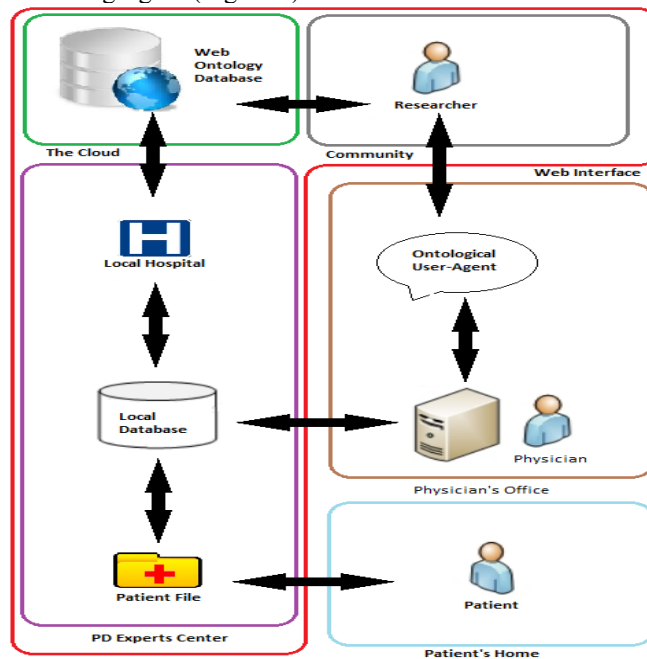 Web
Ontology
Database
Researcher
The Cloud
Community
Web Interface
H
Local Hospital
Ontological
User-Agent
Local
Database
Physician
Physician's Office
Patient File
Patient
PD Experts Center
Patient's Home